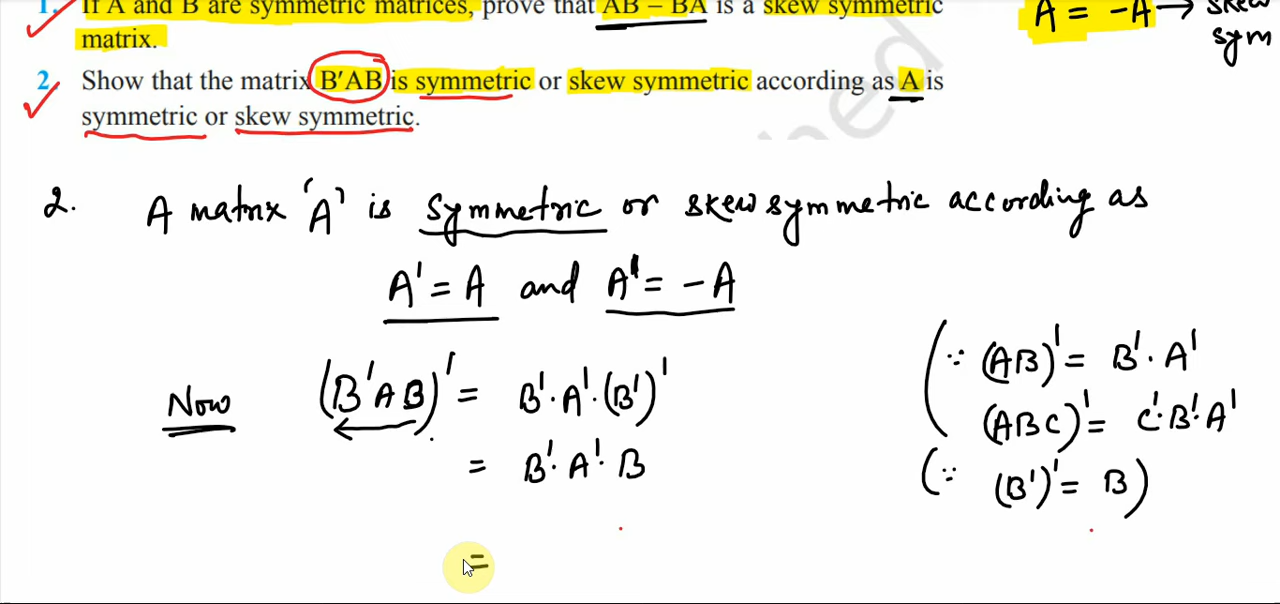 1. If A and B are symmetric matrices, prove that AB – BA is a skew symmetric
matrix.
A = -A → skew
sym
2. Show that the matrix B′AB is symmetric or skew symmetric according as A is
symmetric or skew symmetric.
2. A matrix 'A' is symmetric or skew symmetric according as
A' = A and A' = -A
Now (B'AB)' = B'·A'·(B')'
= B'·A'·B
=
(∵ (AB)' = B'·A'
(ABC)' = C'·B'·A'
(∵ (B')' = B)